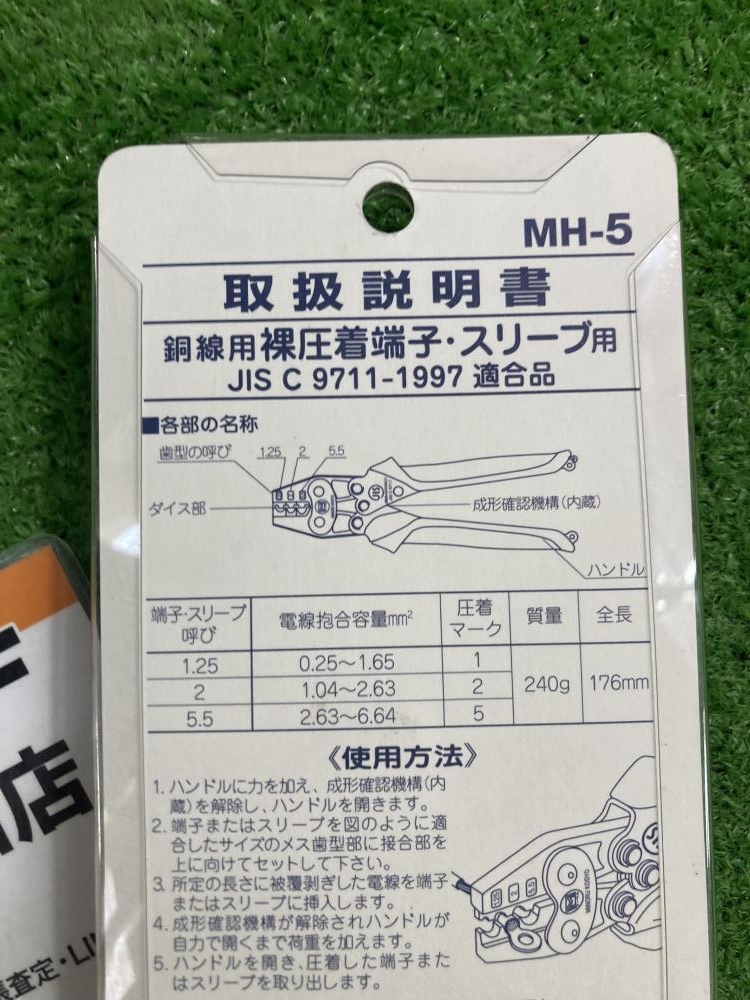 MH-5
取扱説明書
銅線用裸圧着端子・スリーブ用
JIS C 9711-1997 適合品
■各部の名称
歯型の呼び 1.25 2 5.5
ダイス部
成形確認機構(内蔵)
ハンドル
端子・スリーブ呼び 電線抱合容量mm² 圧着マーク 質量 全長
1.25 0.25〜1.65 1
2 1.04〜2.63 2 240g 176mm
5.5 2.63〜6.64 5
《使用方法》
1. ハンドルに力を加え、成形確認機構(内
蔵)を解除し、ハンドルを開きます。
2. 端子またはスリーブを図のように適
合したサイズのメス歯型部に接合部を
上に向けてセットして下さい。
3. 所定の長さに被覆剥ぎした電線を端子
またはスリーブに挿入します。
4. 成形確認機構が解除されハンドルが
自力で開くまで荷重を加えます。
5. ハンドルを開き、圧着した端子また
はスリーブを取り出します。
店
査定・LI